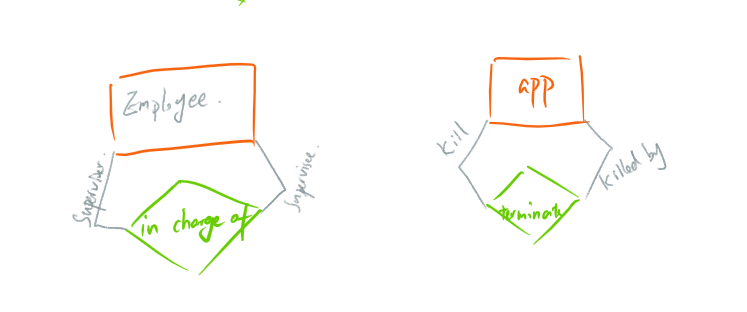 Employee.
Supervisor.
Supervisee.
in charge of
app
Kill
Killed by
terminate